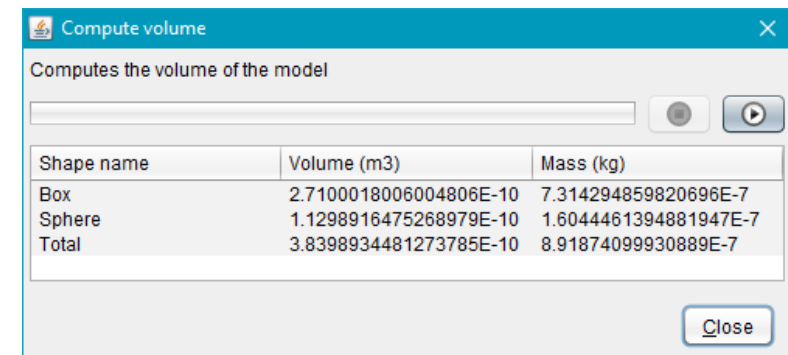 Compute volume
Computes the volume of the model
Shape name Volume (m3) Mass (kg)
Box 2.7100018006004806E-10 7.314294859820696E-7
Sphere 1.1298916475268979E-10 1.6044461394881947E-7
Total 3.8398934481273785E-10 8.91874099930889E-7
Close